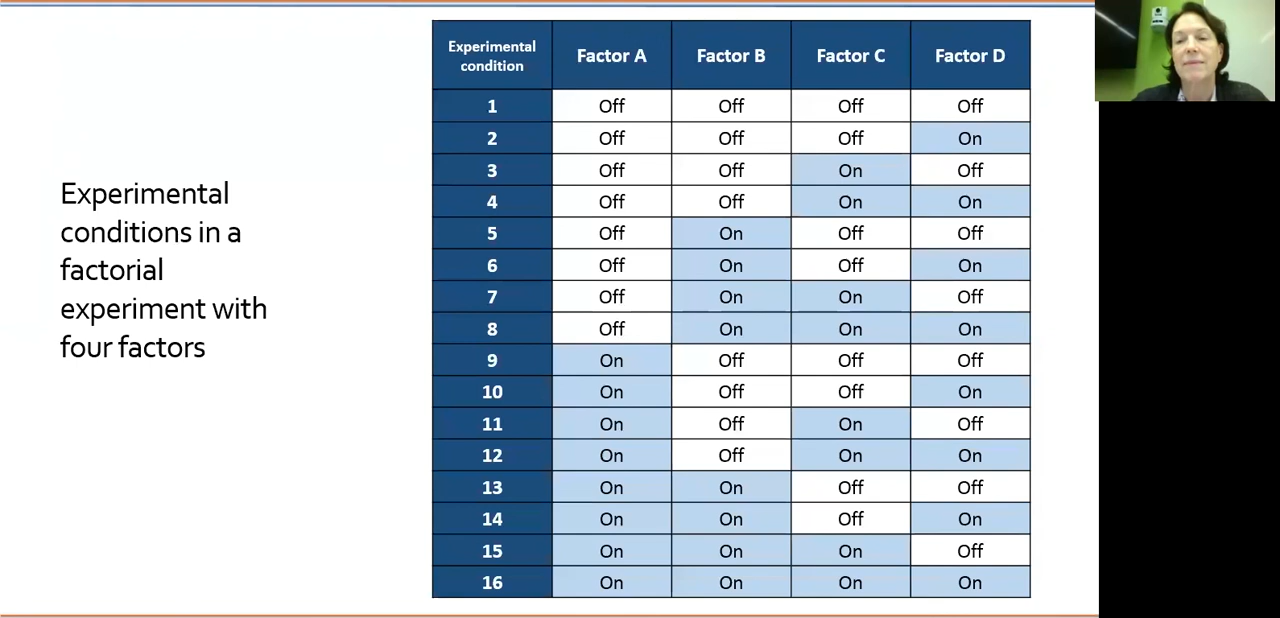 Experimental
conditions in a
factorial
experiment with
four factors
Experimental condition Factor A Factor B Factor C Factor D
1 Off Off Off Off
2 Off Off Off On
3 Off Off On Off
4 Off Off On On
5 Off On Off Off
6 Off On Off On
7 Off On On Off
8 Off On On On
9 On Off Off Off
10 On Off Off On
11 On Off On Off
12 On Off On On
13 On On Off Off
14 On On Off On
15 On On On Off
16 On On On On